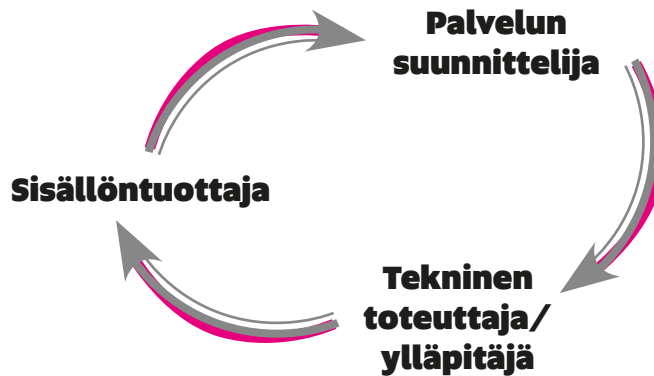 Palvelun
suunnittelija
Sisällöntuottaja
Tekninen
toteuttaja/
ylläpitäjä